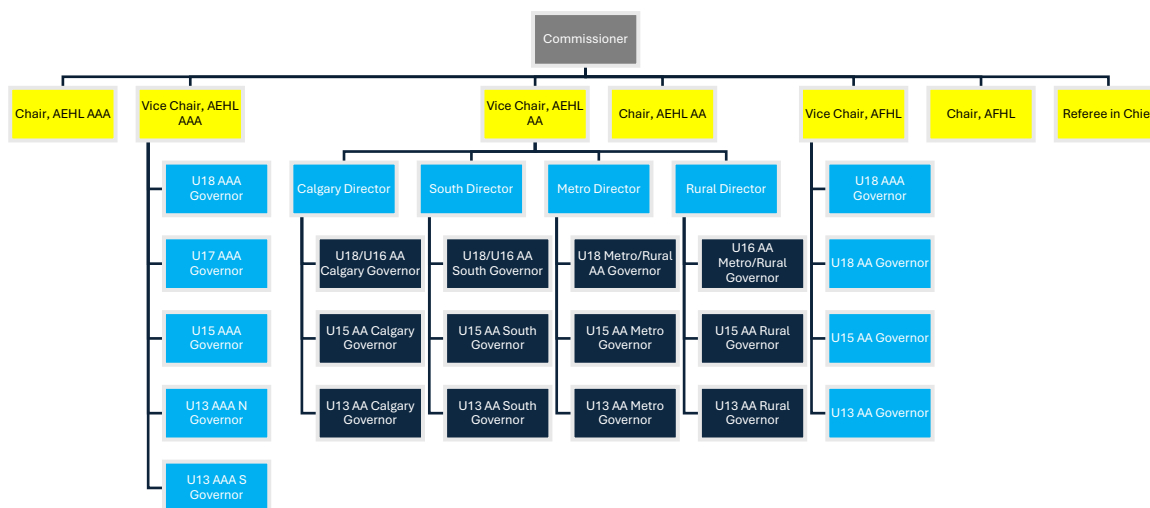 Commissioner
Chair, AEHL AAA
Vice Chair, AEHL
AAA
Vice Chair, AEHL
AA
Chair, AEHL AA
Vice Chair, AFHL
Chair, AFHL
Referee in Chie
U18 AAA
Governor
Calgary Director
South Director
Metro Director
Rural Director
U18 AAA
Governor
U17 AAA
Governor
U18/U16 AA
Calgary Governor
U18/U16 AA
South Governor
U18 Metro/Rural
AA Governor
U16 AA
Metro/Rural
Governor
U18 AA Governor
U15 AAA
Governor
U15 AA Calgary
Governor
U15 AA South
Governor
U15 AA Metro
Governor
U15 AA Rural
Governor
U15 AA Governor
U13 AAA N
Governor
U13 AA Calgary
Governor
U13 AA South
Governor
U13 AA Metro
Governor
U13 AA Rural
Governor
U13 AA Governor
U13 AAA S
Governor